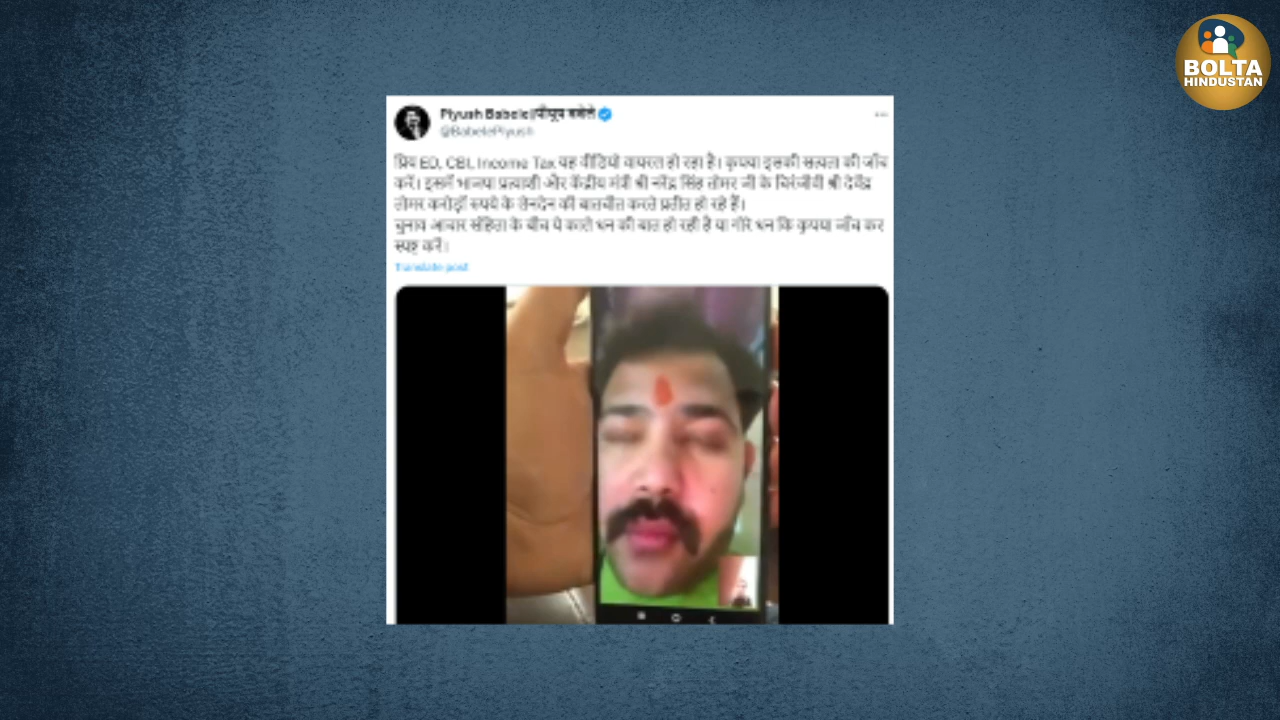 BOLTA
HINDUSTAN
Piyush Babele||पीयूष बबेले
@BabelePiyush
प्रिय ED, CBI, Income Tax यह वीडियो वायरल हो रहा है। कृपया इसकी सत्यता की जाँच
करें। इसमें भाजपा प्रत्याशी और केंद्रीय मंत्री श्री नरेंद्र सिंह तोमर जी के चिरंजीवी श्री देवेंद्र
तोमर करोड़ों रुपये के लेनदेन की बातचीत करते प्रतीत हो रहे हैं।
चुनाव आचार संहिता के बीच ये काले धन की बात हो रही है या गोरे धन कि कृपया जाँच कर
स्पष्ट करें।
Translate post